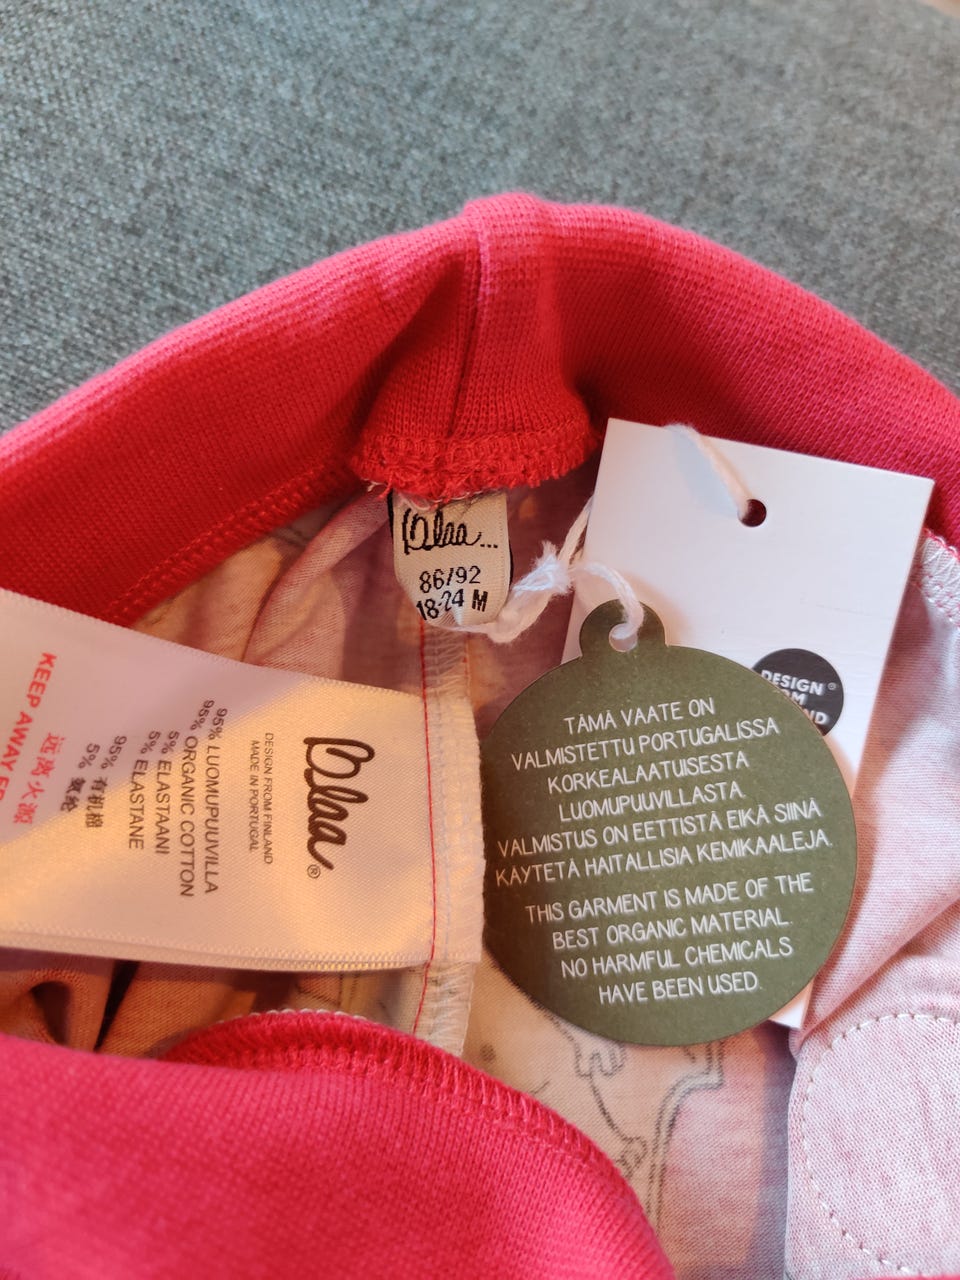 Blaa...
86/92
18-24 M
DESIGN®
TÄMÄ VAATE ON
VALMISTETTU PORTUGALISSA
KORKEALAATUISESTA
LUOMUPUUVILLASTA.
VALMISTUS ON EETTISTÄ EIKÄ SIINÄ
KÄYTETÄ HAITALLISIA KEMIKAALEJA.
THIS GARMENT IS MADE OF THE
BEST ORGANIC MATERIAL
NO HARMFUL CHEMICALS
HAVE BEEN USED.
Blaa®
DESIGN FROM FINLAND
MADE IN PORTUGAL
95% LUOMUPUUVILLA
95% ORGANIC COTTON
5% ELASTAANI
5% ELASTANE
95% 有机棉
5% 氨纶
远离火源
KEEP AWAY